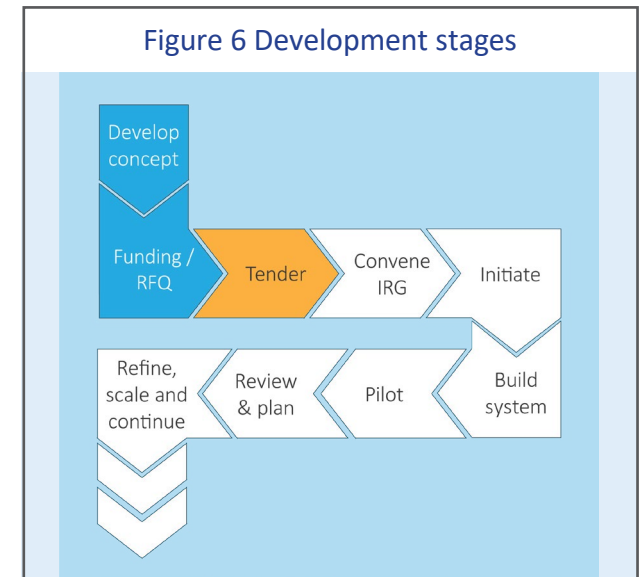 Figure 6 Development stages
Develop
concept
Funding /
RFQ
Tender
Convene
IRG
Initiate
Build
system
Pilot
Review
& plan
Refine,
scale and
continue